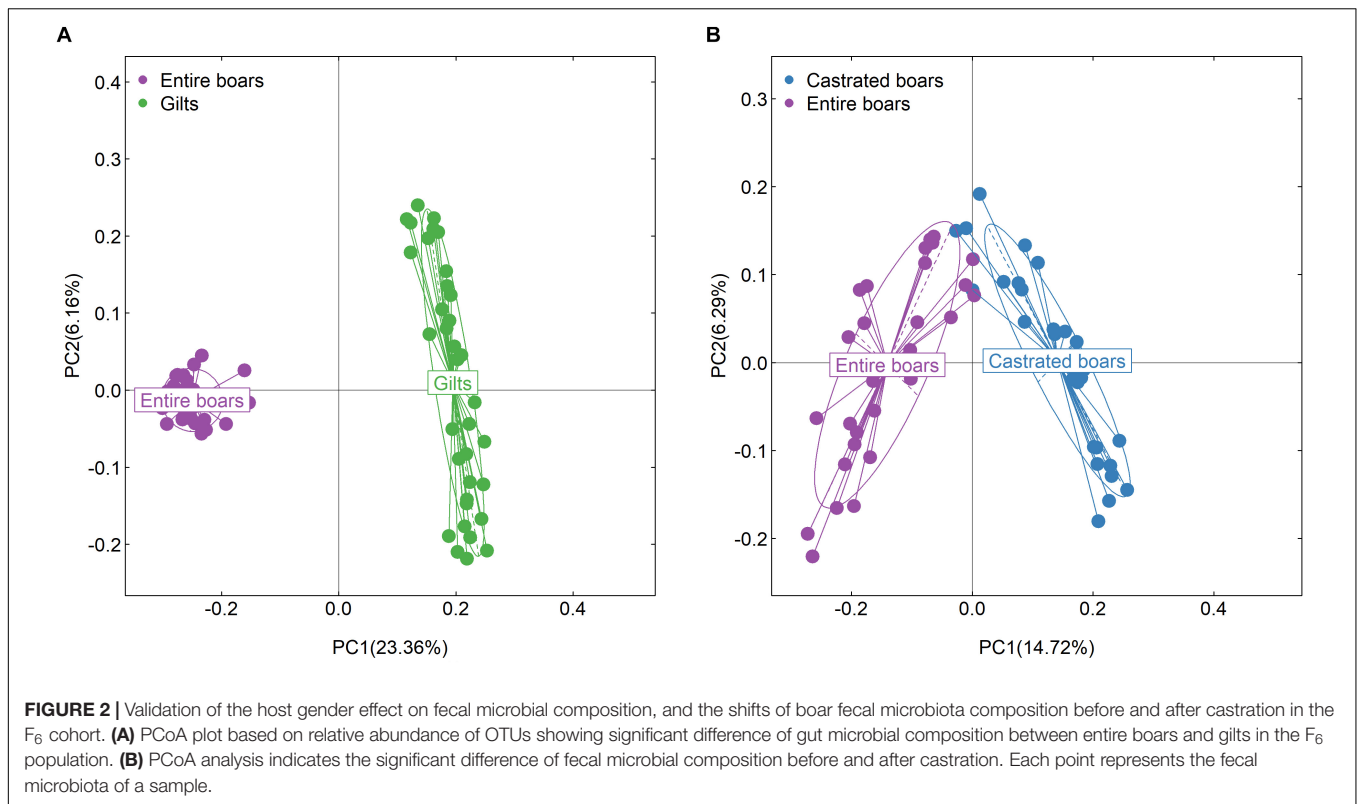 A
B
Entire boars
Gilts
Castrated boars
Entire boars
0.4
0.3
0.2
0.1
0.0
-0.1
-0.2
PC2(6.16%)
Entire boars
Gilts
-0.2 0.0 0.2 0.4
PC1(23.36%)
0.3
0.2
0.1
0.0
-0.1
-0.2
PC2(6.29%)
Entire boars
Castrated boars
-0.2 0.0 0.2 0.4
PC1(14.72%)
FIGURE 2 | Validation of the host gender effect on fecal microbial composition, and the shifts of boar fecal microbiota composition before and after castration in the
F6 cohort. (A) PCoA plot based on relative abundance of OTUs showing significant difference of gut microbial composition between entire boars and gilts in the F6
population. (B) PCoA analysis indicates the significant difference of fecal microbial composition before and after castration. Each point represents the fecal
microbiota of a sample.